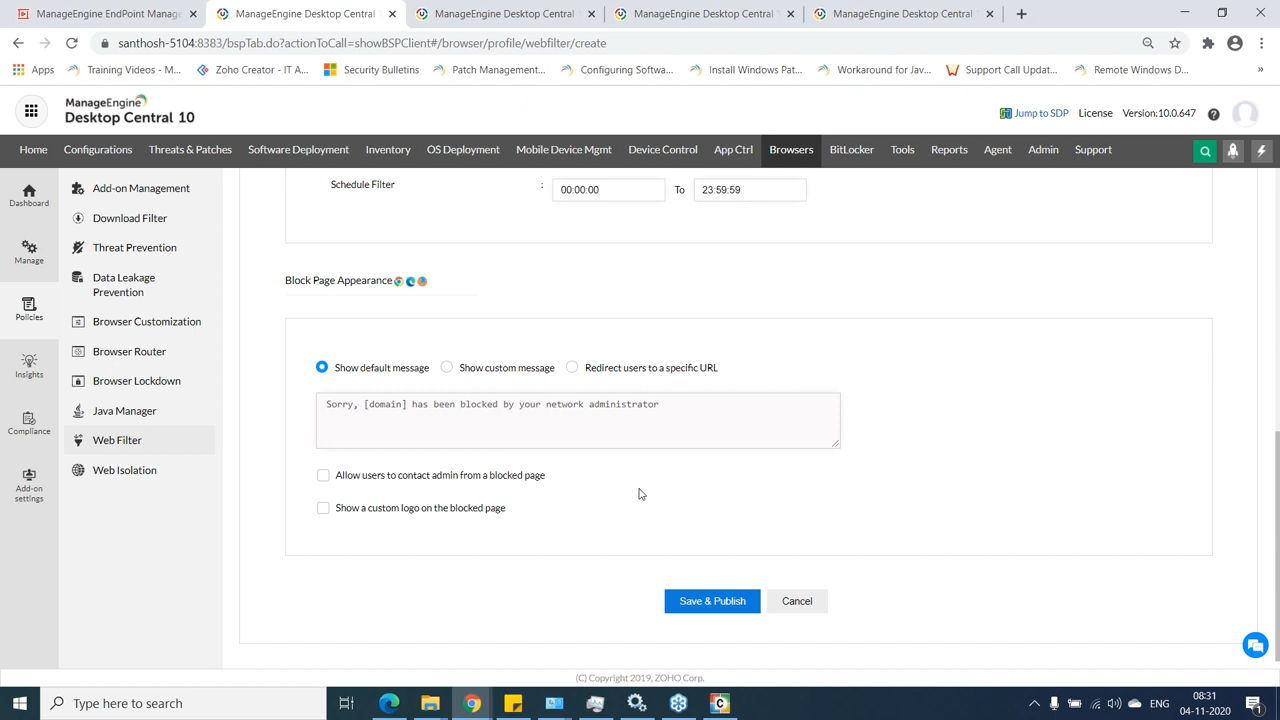 ManageEngine EndPoint Manage
ManageEngine Desktop Central
ManageEngine Desktop Central
ManageEngine Desktop Central
ManageEngine Desktop Central
santhosh-5104:8383/bspTab.do?actionToCall=showBSPClient#/browser/profile/webfilter/create
Apps
Training Videos - M...
Zoho Creator - IT A...
Security Bulletins
Patch Management...
Configuring Softwa...
Install Windows Pat...
Workaround for Jav...
Support Call Updat...
Remote Windows D...
»
ManageEngine
Desktop Central 10
Jump to SDP
License
Version:10.0.647
Home
Configurations
Threats & Patches
Software Deployment
Inventory
OS Deployment
Mobile Device Mgmt
Device Control
App Ctrl
Browsers
BitLocker
Tools
Reports
Agent
Admin
Support
Dashboard
Manage
Policies
Insights
Compliance
Add-on
settings
Add-on Management
Download Filter
Threat Prevention
Data Leakage
Prevention
Browser Customization
Browser Router
Browser Lockdown
Java Manager
Web Filter
Web Isolation
Schedule Filter : 00:00:00 To 23:59:59
Block Page Appearance
Show default message
Show custom message
Redirect users to a specific URL
Sorry, [domain] has been blocked by your network administrator
Allow users to contact admin from a blocked page
Show a custom logo on the blocked page
Save & Publish
Cancel
(C) Copyright 2019, ZOHO Corp.
Type here to search
ENG
08:31
04-11-2020
1